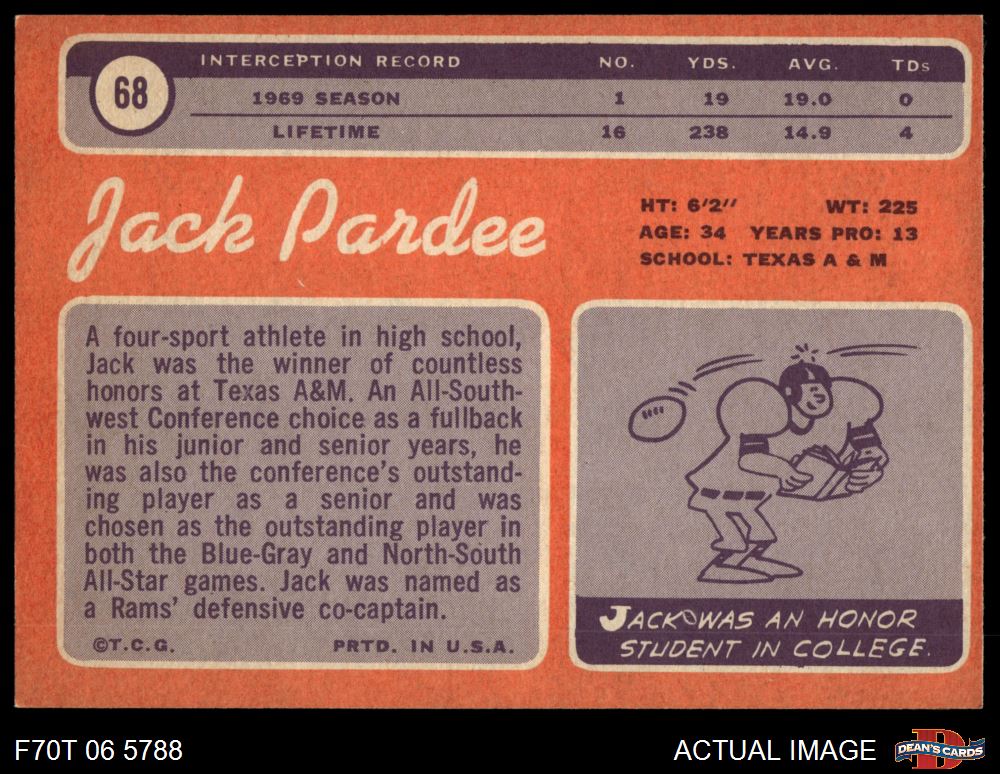 68
INTERCEPTION RECORD NO. YDS. AVG. TDs
1969 SEASON 1 19 19.0 0
LIFETIME 16 238 14.9 4
Jack Pardee
HT: 6'2'' WT: 225
AGE: 34 YEARS PRO: 13
SCHOOL: TEXAS A & M
A four-sport athlete in high school,
Jack was the winner of countless
honors at Texas A&M. An All-South-
west Conference choice as a fullback
in his junior and senior years, he
was also the conference's outstand-
ing player as a senior and was
chosen as the outstanding player in
both the Blue-Gray and North-South
All-Star games. Jack was named as
a Rams' defensive co-captain.
©T.C.G. PRTD. IN U.S.A.
JACK WAS AN HONOR
STUDENT IN COLLEGE.
F70T 06 5788
ACTUAL IMAGE
D
DEAN'S CARDS